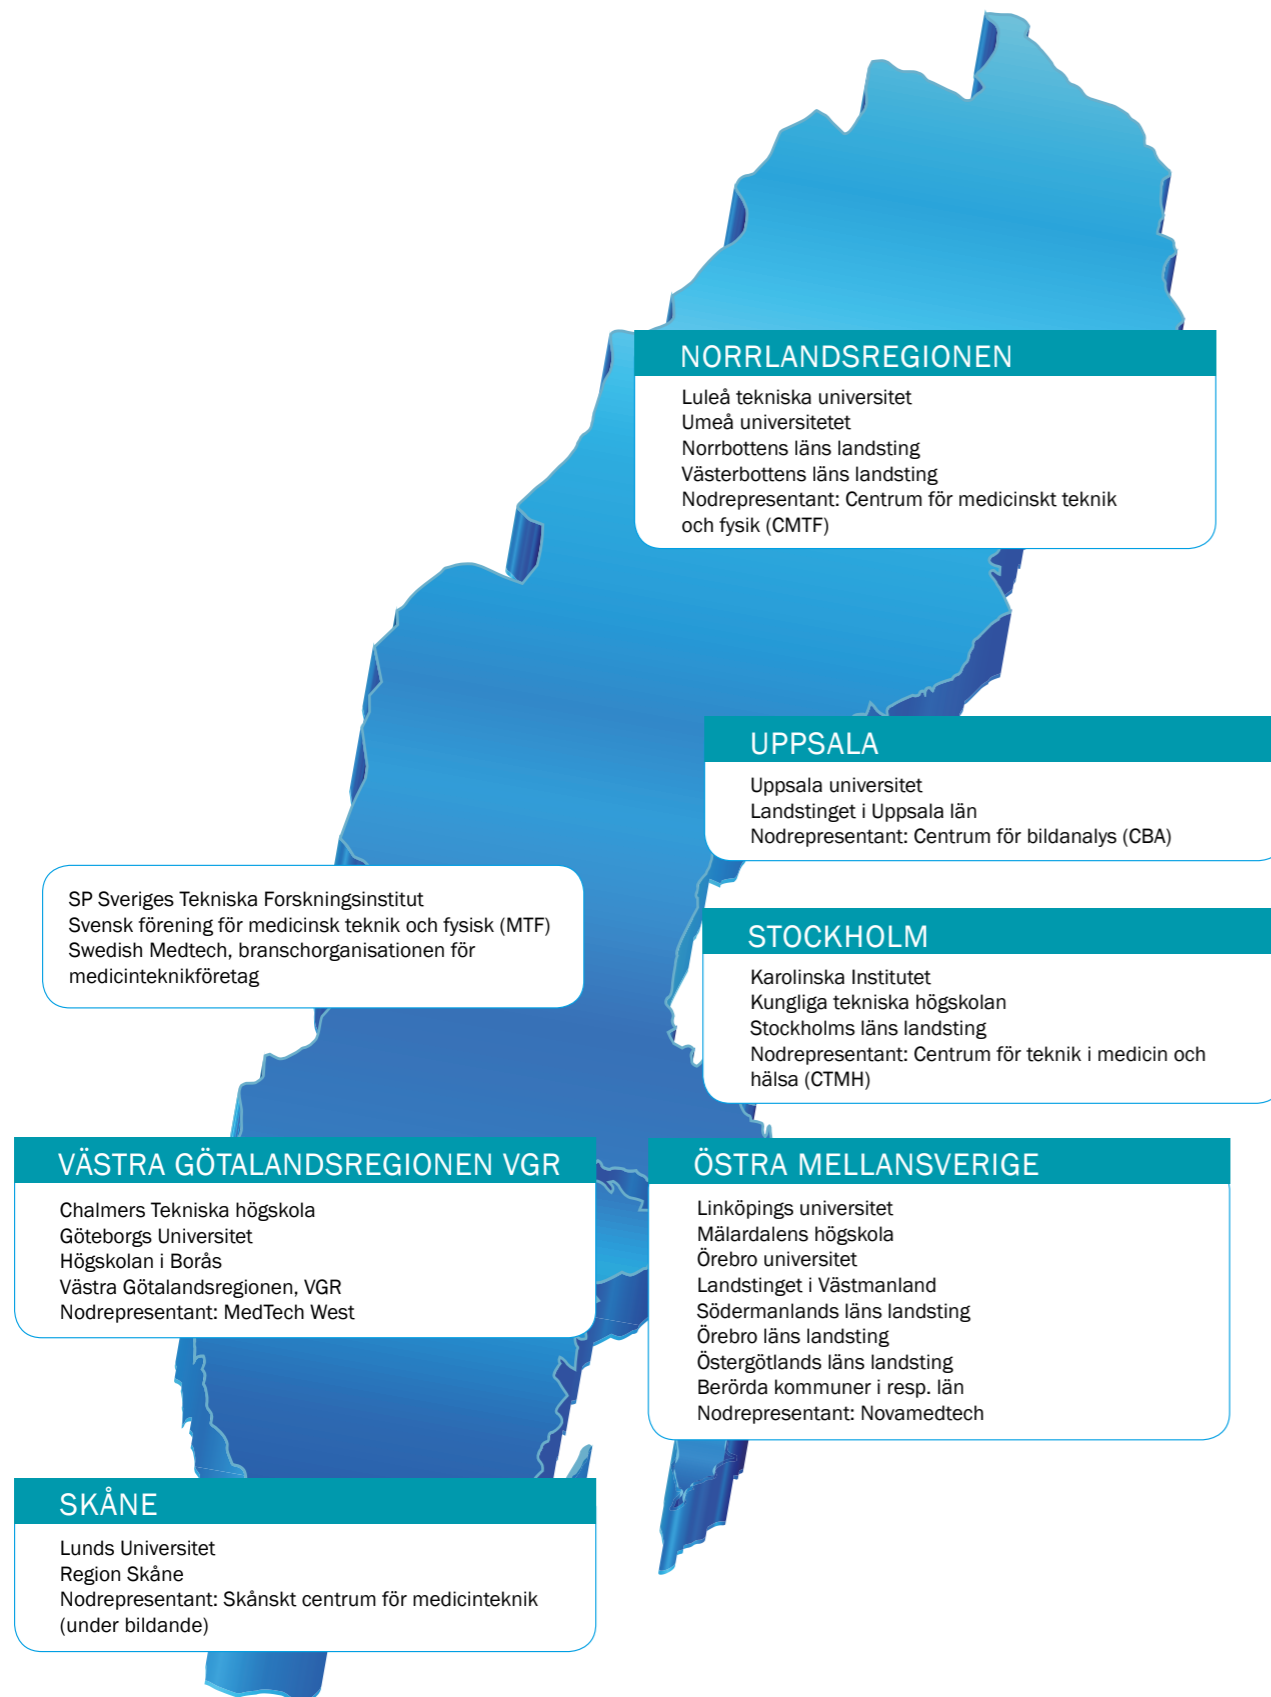 NORRLANDSREGIONEN
Luleå tekniska universitet
Umeå universitetet
Norrbottens läns landsting
Västerbottens läns landsting
Nodrepresentant: Centrum för medicinskt teknik
och fysik (CMTF)
UPPSALA
Uppsala universitet
Landstinget i Uppsala län
Nodrepresentant: Centrum för bildanalys (CBA)
SP Sveriges Tekniska Forskningsinstitut
Svensk förening för medicinsk teknik och fysisk (MTF)
Swedish Medtech, branschorganisationen för
medicinteknikföretag
STOCKHOLM
Karolinska Institutet
Kungliga tekniska högskolan
Stockholms läns landsting
Nodrepresentant: Centrum för teknik i medicin och
hälsa (CTMH)
VÄSTRA GÖTALANDSREGIONEN VGR
Chalmers Tekniska högskola
Göteborgs Universitet
Högskolan i Borås
Västra Götalandsregionen, VGR
Nodrepresentant: MedTech West
ÖSTRA MELLANSVERIGE
Linköpings universitet
Mälardalens högskola
Örebro universitet
Landstinget i Västmanland
Södermanlands läns landsting
Örebro läns landsting
Östergötlands läns landsting
Berörda kommuner i resp. län
Nodrepresentant: Novamedtech
SKÅNE
Lunds Universitet
Region Skåne
Nodrepresentant: Skånskt centrum för medicinteknik
(under bildande)